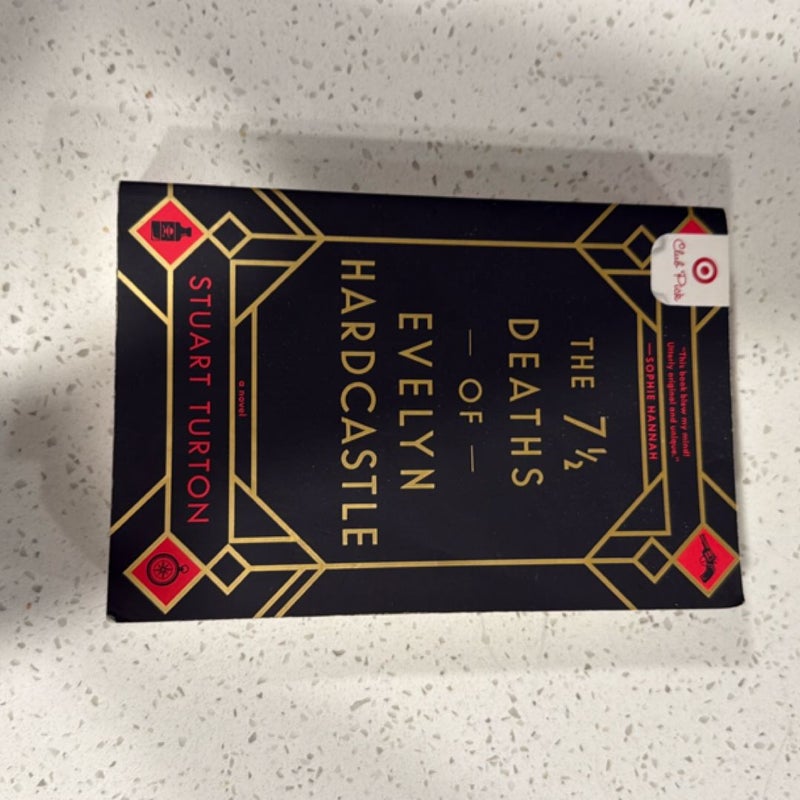 Club Pick
"This book blew my mind!
Utterly original and unique."
—SOPHIE HANNAH
THE 7½
DEATHS
— OF —
EVELYN
HARDCASTLE
a novel
STUART TURTON